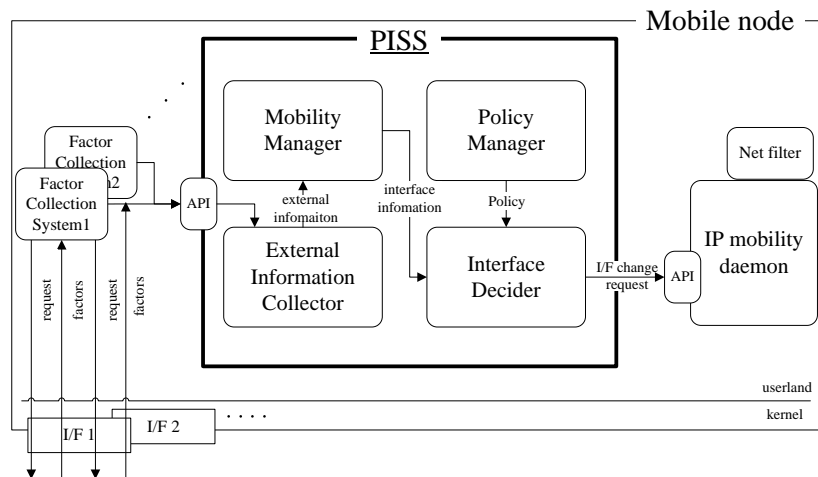 Mobile node
PISS
Mobility
Manager
Policy
Manager
Factor
Collection
Factor
Collection
System1
Net filter
API
external
infomaiton
interface
infomation
Policy
External
Information
Collector
Interface
Decider
I/F change
request
API
IP mobility
daemon
request
factors
request
factors
userland
kernel
I/F 1
I/F 2